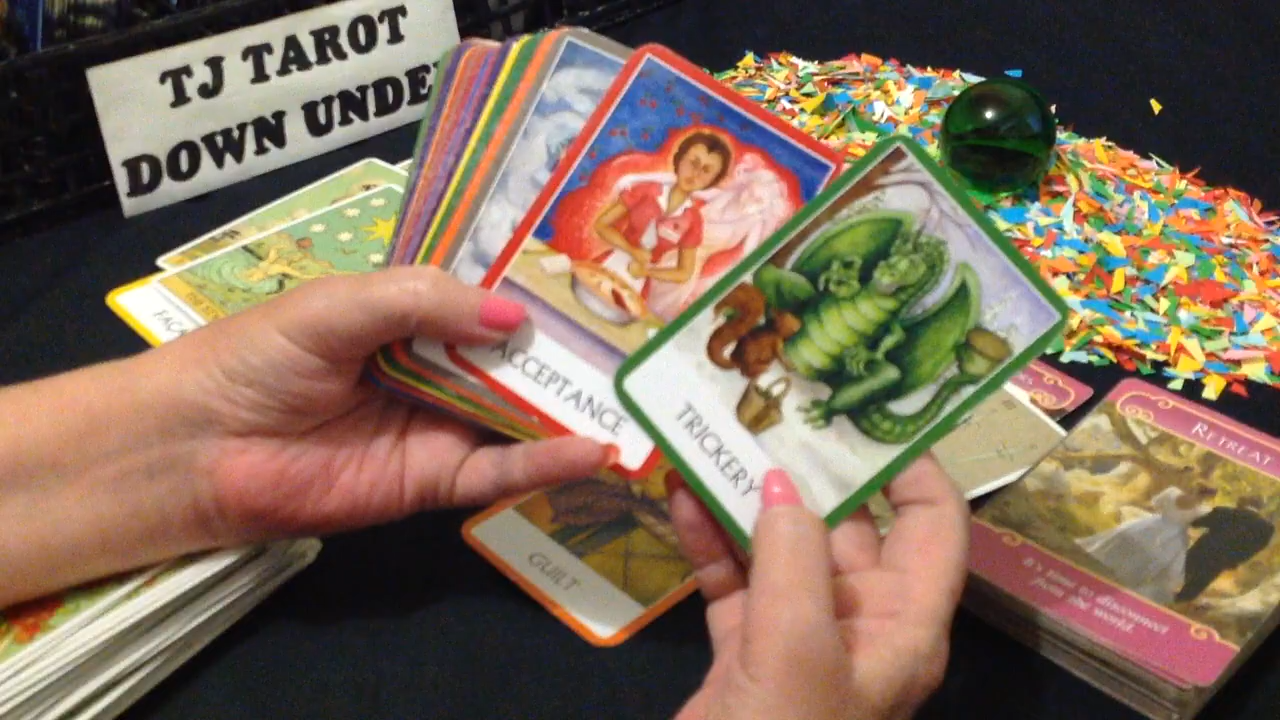 TJ TAROT
DOWN UNDE
ACCEPTANCE
TRICKERY
GUILT
RETREAT
It's time to disconnect
from the world.